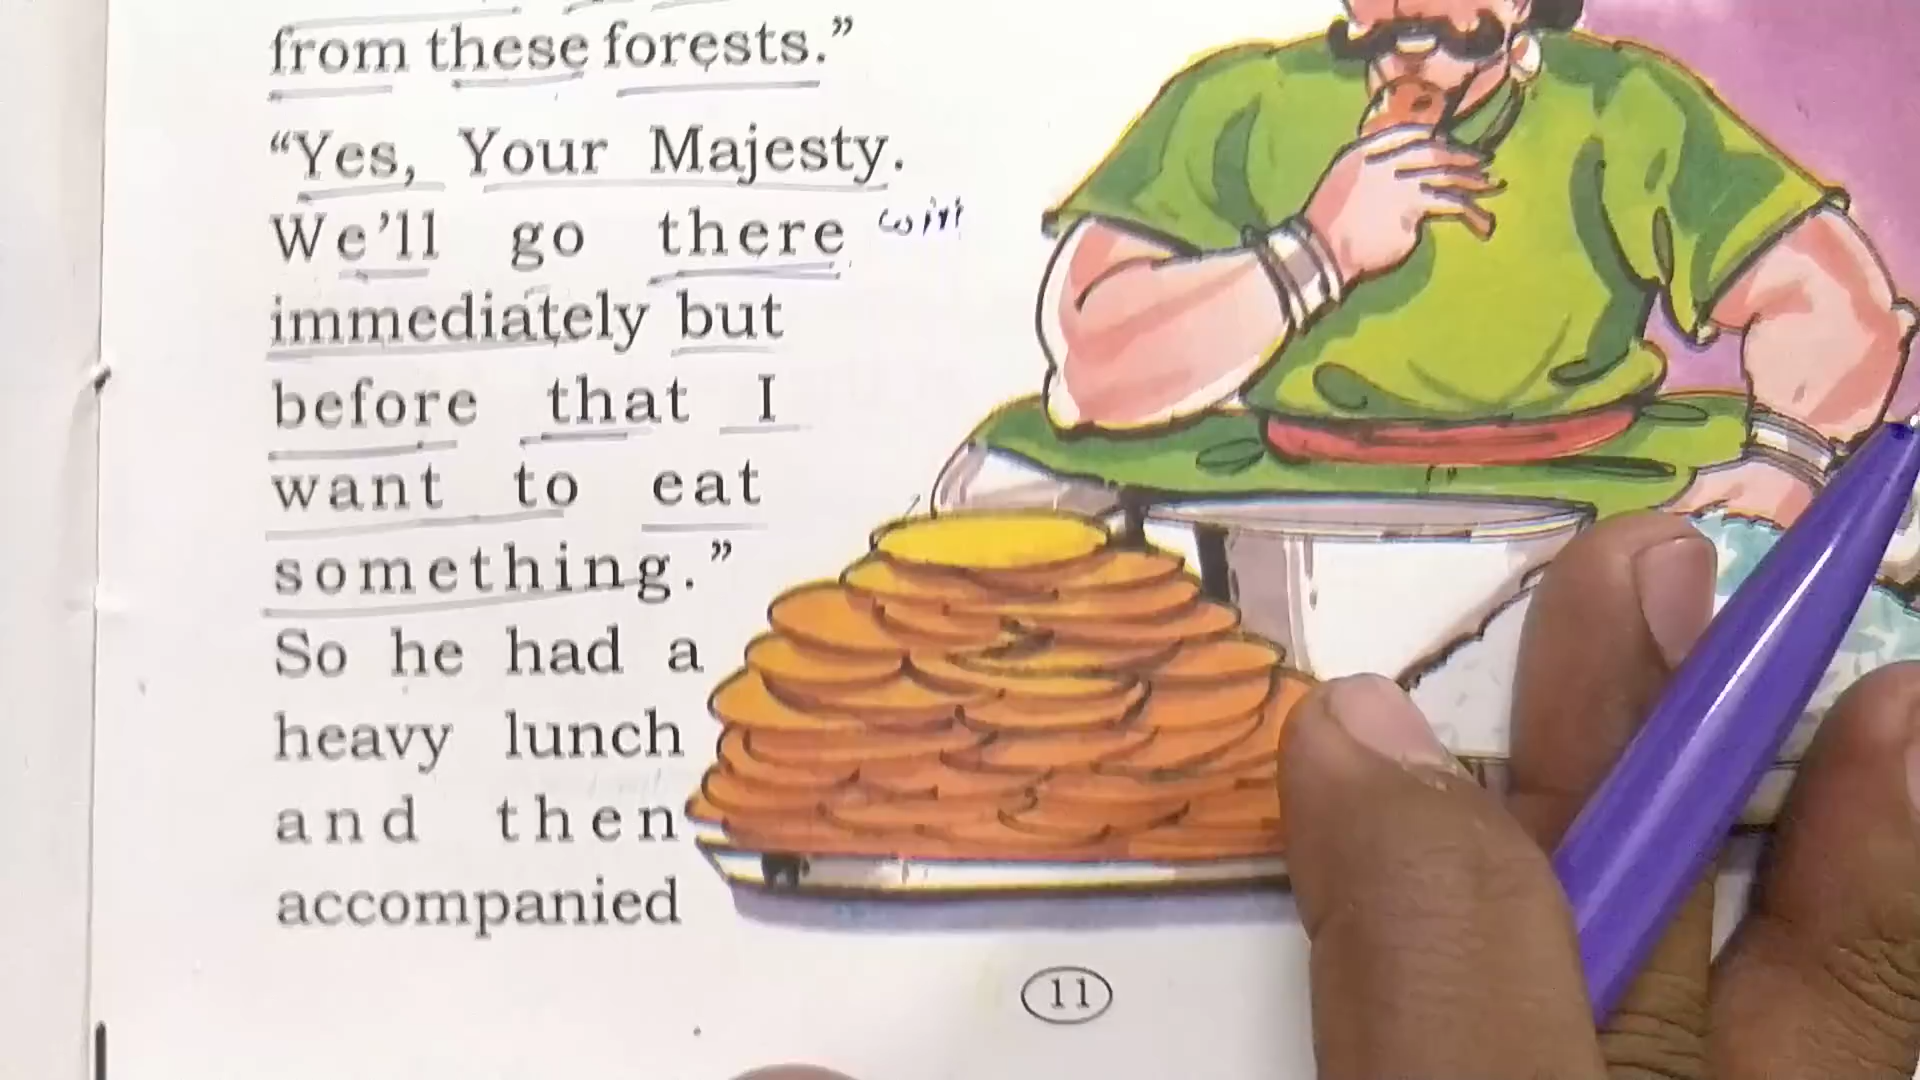 from these forests.”
“Yes, Your Majesty.
We’ll go there
immediately but
before that I
want to eat
something.”
So he had a
heavy lunch
and then
accompanied
11